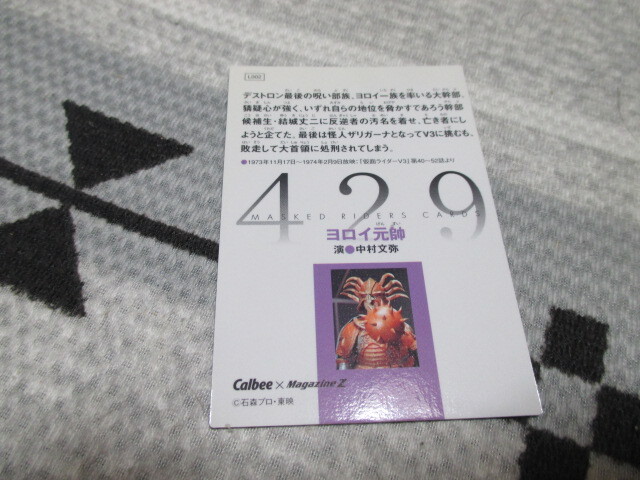 デストロン最後の呪い部族、ヨロイ一族を率いる大幹部。
猜疑心が強く、いずれ自らの地位を脅かすであろう幹部
候補生・結城丈二に反逆者の汚名を着せ、亡き者にし
ようと企てた。最後は怪人ザリガーナとなってV3に挑むも、
敗走して大首領に処刑されてしまう。
●1973年11月17日〜1974年2月9日放映:『仮面ライダーV3』第40〜52話より
429
MASKED RIDERS CARDS
ヨロイ元帥
げんすい
演●中村文弥
Calbee × Magazine Z
©石森プロ・東映